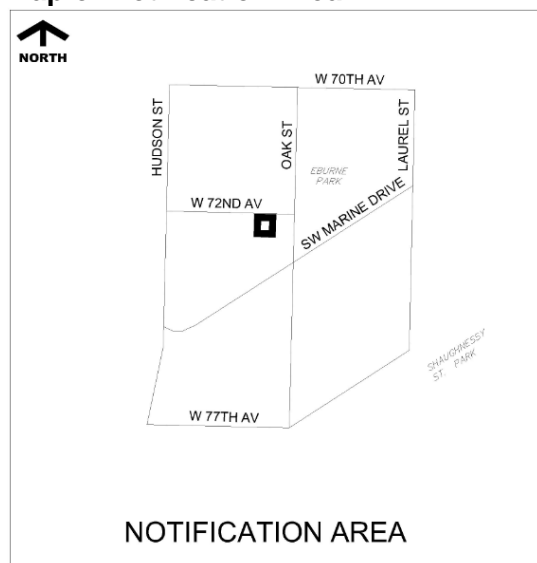 NORTH
W 70TH AV
HUDSON ST
OAK ST
LAUREL ST
EBURNE
PARK
W 72ND AV
SW MARINE DRIVE
SHAUGHNESSY
ST. PARK
W 77TH AV
NOTIFICATION AREA